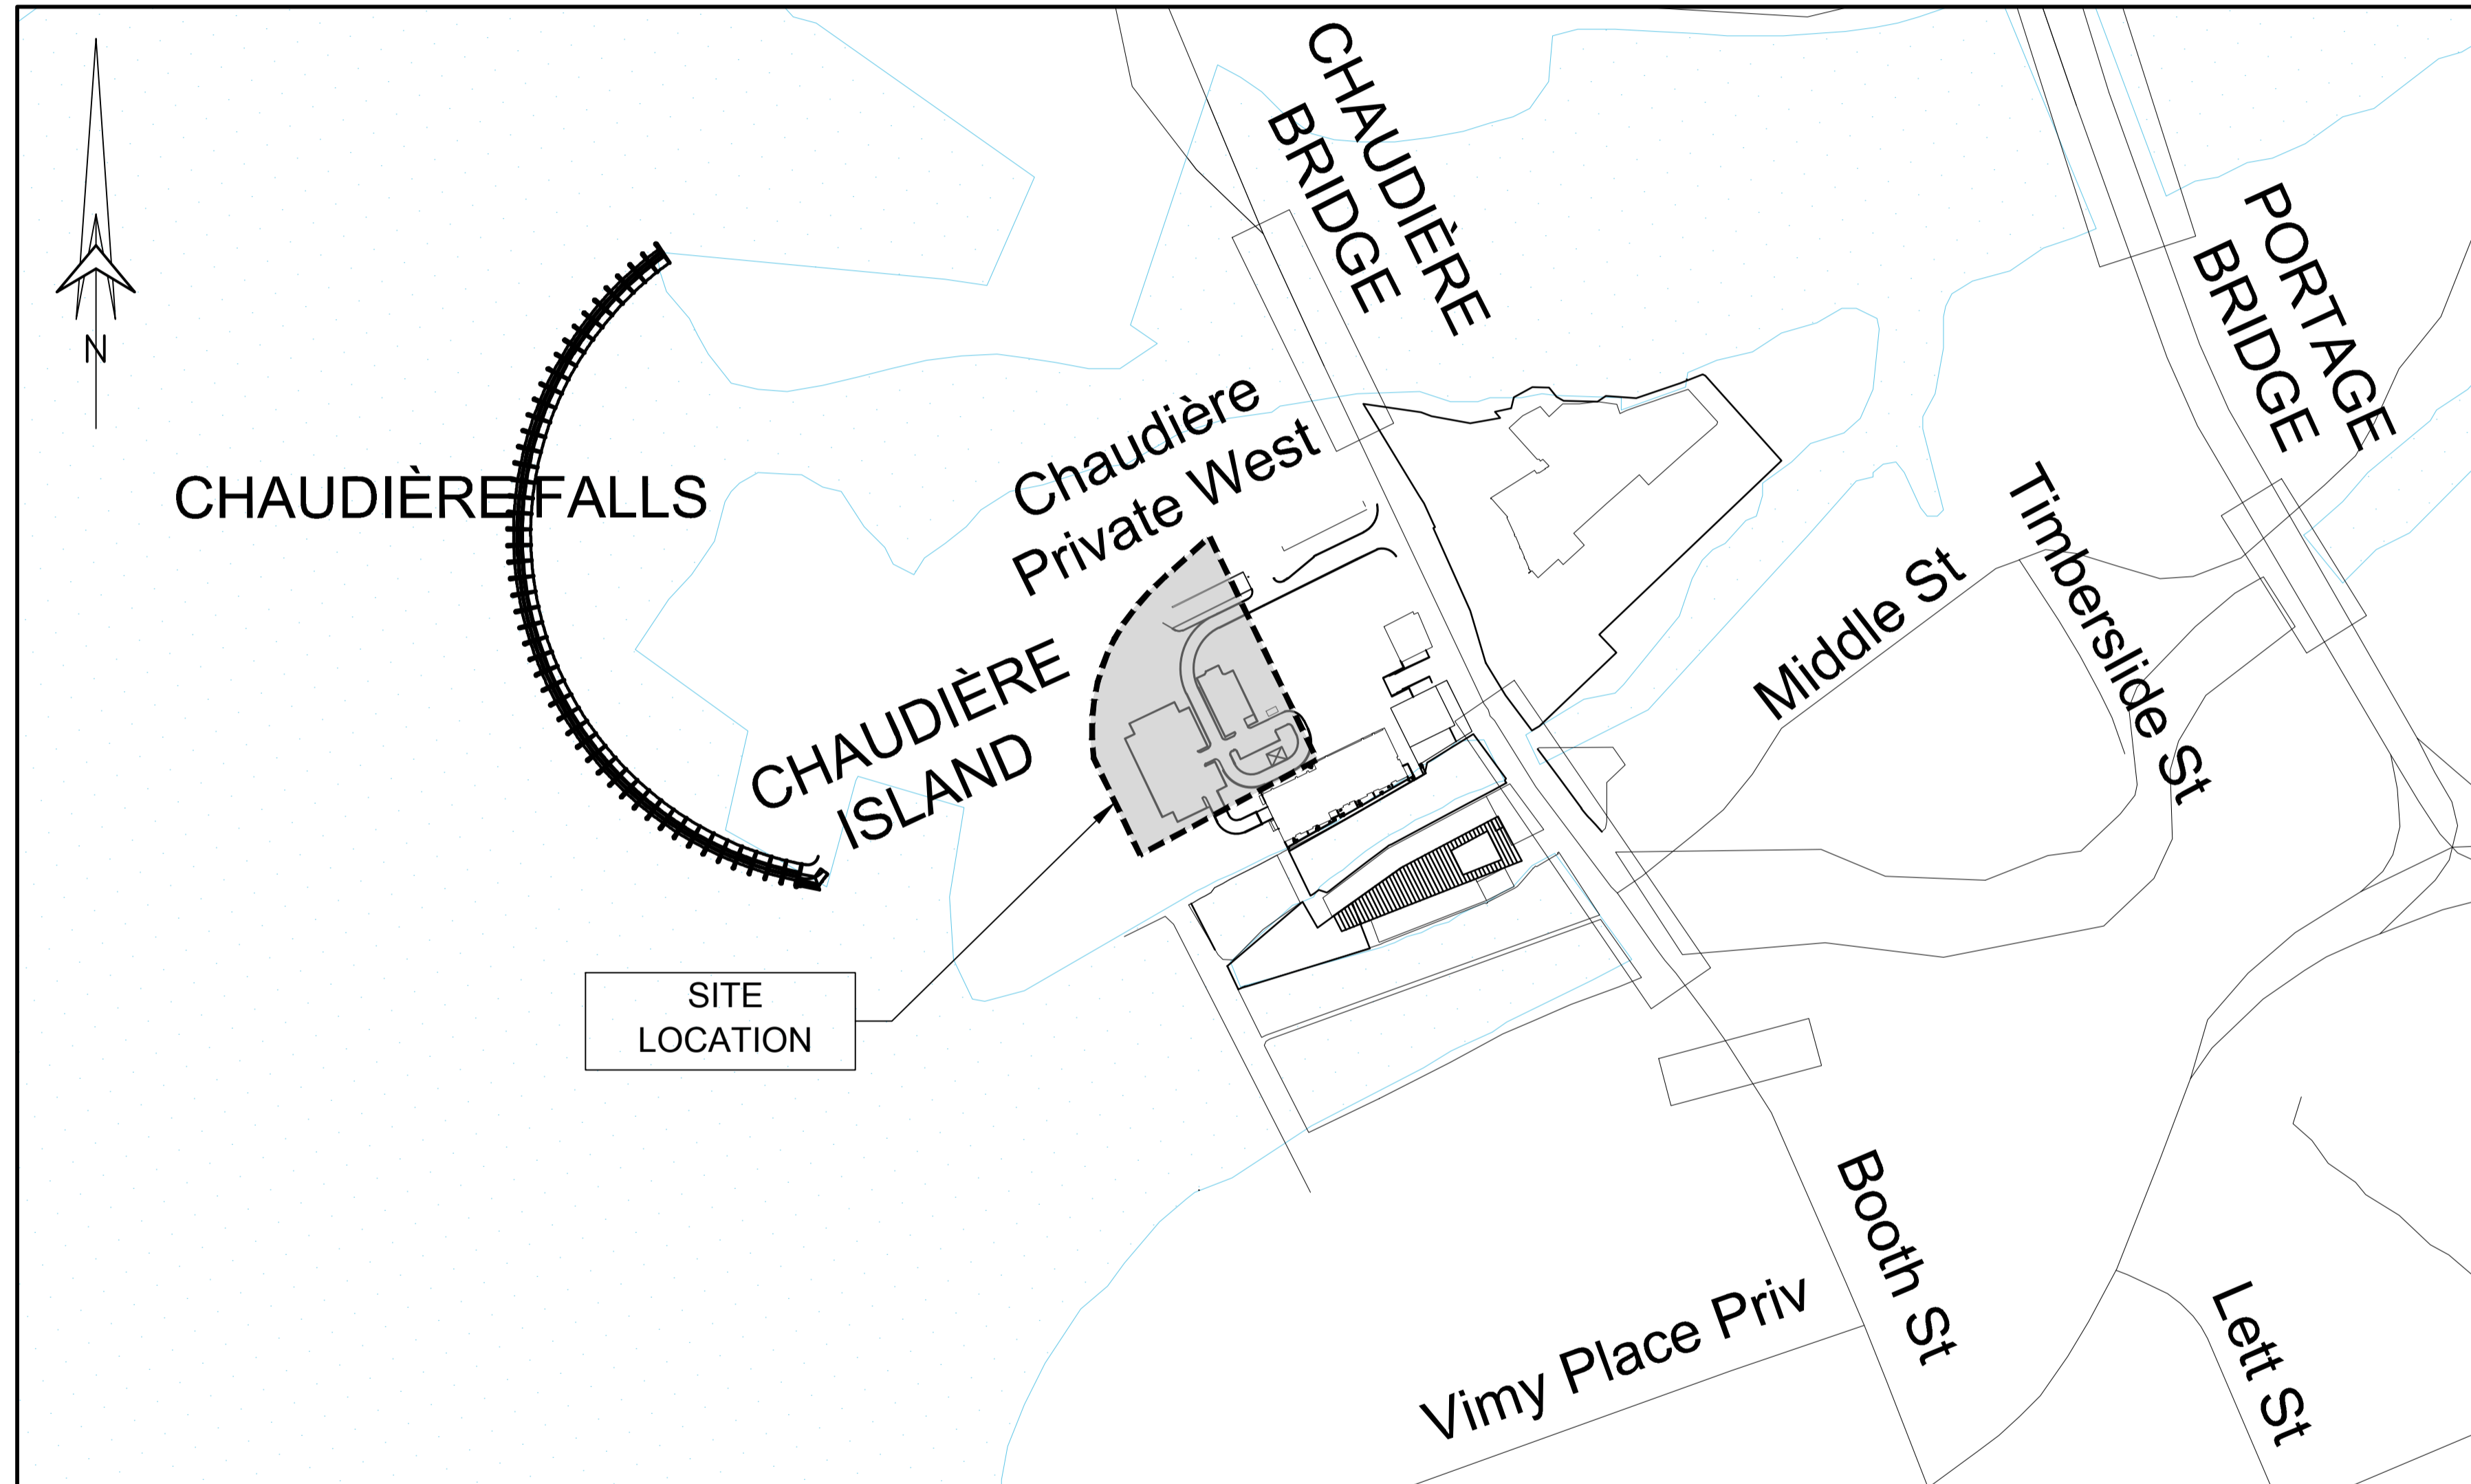 CHAUDIÈRE
BRIDGE
PORTAGE
BRIDGE
N
CHAUDIÈRE FALLS
Chaudière
Private West
Timberslide St
Middle St
CHAUDIÈRE
ISLAND
SITE
LOCATION
Booth St
Vimy Place Priv
Lett St